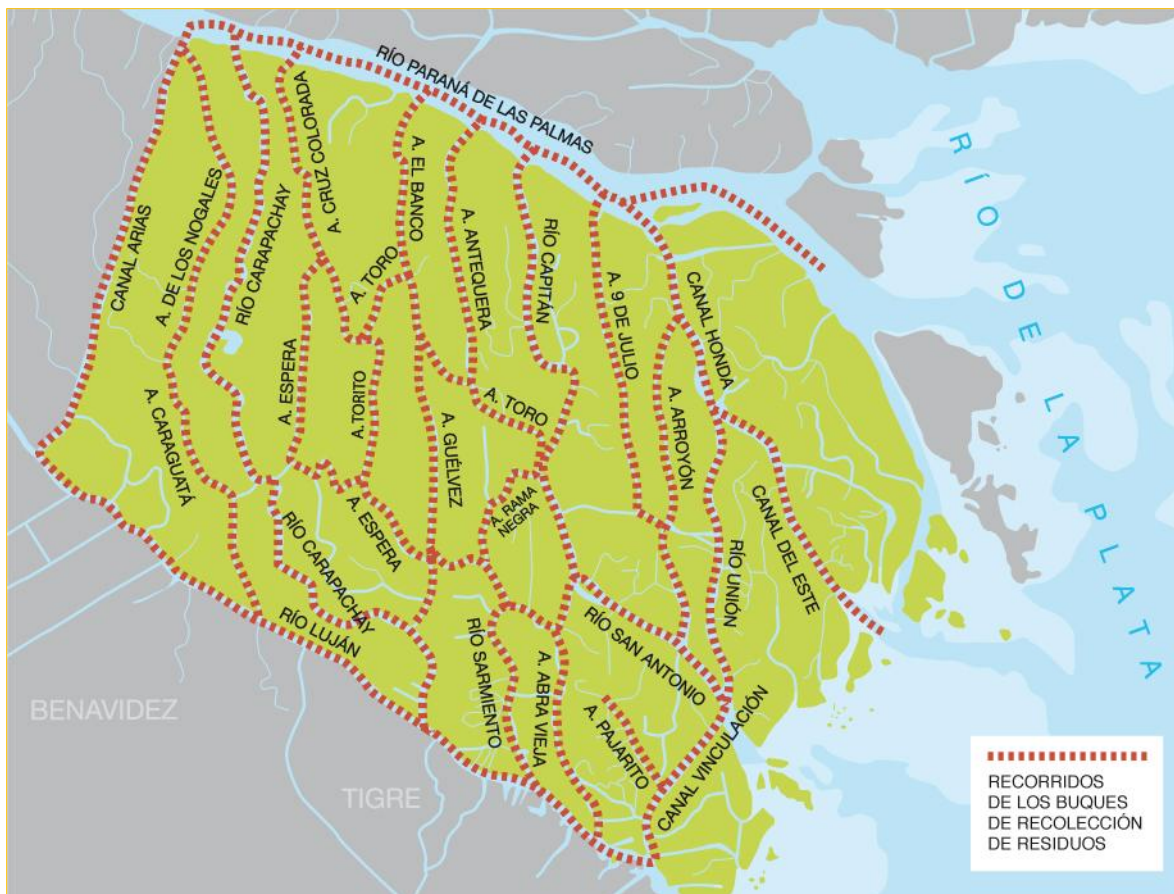 RÍO PARANÁ DE LAS PALMAS
RÍO DE LA PLATA
CANAL ARIAS
A. DE LOS NOGALES
RÍO CARAPACHAY
A. CRUZ COLORADA
A. EL BANCO
A. TORO
A. ANTEQUERA
RÍO CAPITÁN
A. 9 DE JULIO
CANAL HONDA
A. ESPERA
A. TORITO
A. GUÉLVEZ
A. TORO
A. ARROYÓN
A. CARAGUATÁ
A. ESPERA
A. RAMA
NEGRA
RÍO CARAPACHAY
RÍO UNIÓN
CANAL DEL ESTE
RÍO LUJÁN
RÍO SARMIENTO
A. ABRA VIEJA
RÍO SAN ANTONIO
A. PAJARITO
CANAL VINCULACIÓN
BENAVIDEZ
TIGRE
RECORRIDOS
DE LOS BUQUES
DE RECOLECCIÓN
DE RESIDUOS